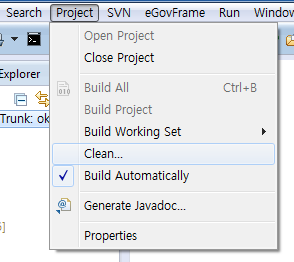 Search Project SVN eGovFrame Run Window
Open Project
Close Project
Explorer
Build All Ctrl+B
Build Project
Trunk: ok
Build Working Set
Clean...
Build Automatically
Generate Javadoc...
Properties